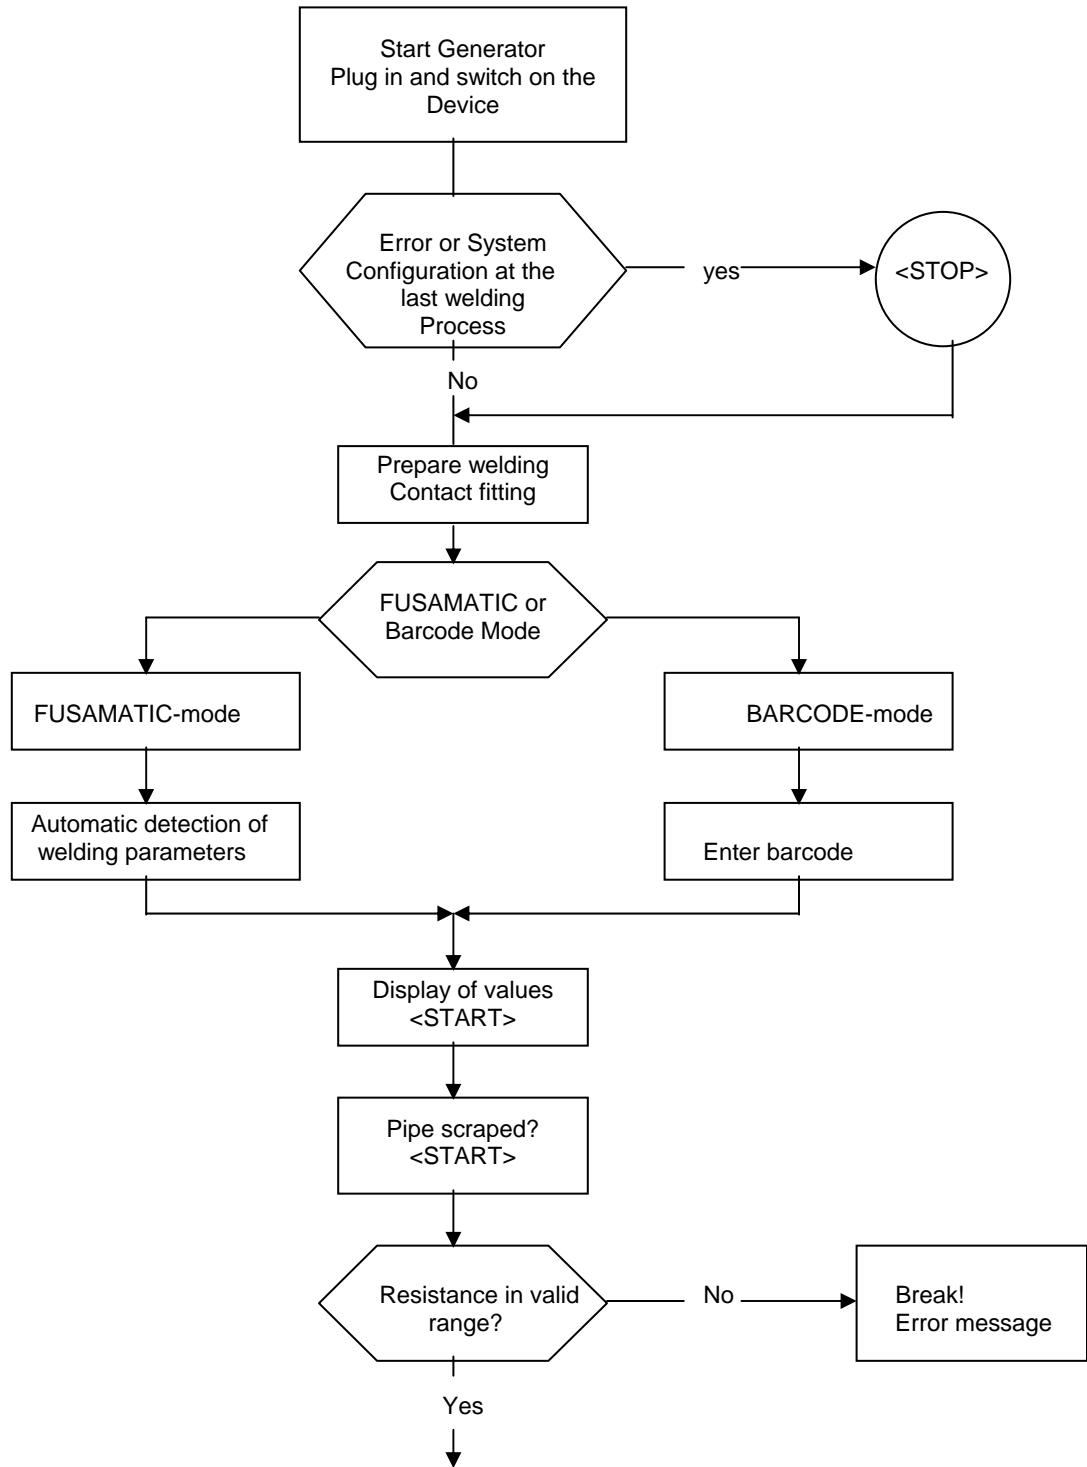 Start Generator
Plug in and switch on the
Device
Error or System
Configuration at the
last welding
Process
yes
<STOP>
No
Prepare welding
Contact fitting
FUSAMATIC or
Barcode Mode
FUSAMATIC-mode
BARCODE-mode
Automatic detection of
welding parameters
Enter barcode
Display of values
<START>
Pipe scraped?
<START>
Resistance in valid
range?
No
Break!
Error message
Yes